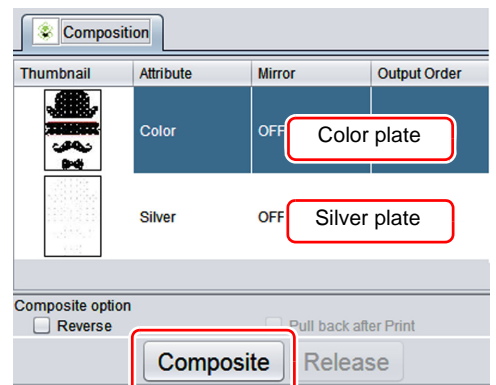 Composition
Thumbnail Attribute Mirror Output Order
Color OFF Color plate
Silver OFF Silver plate
Composite option
Reverse Pull back after Print
Composite Release